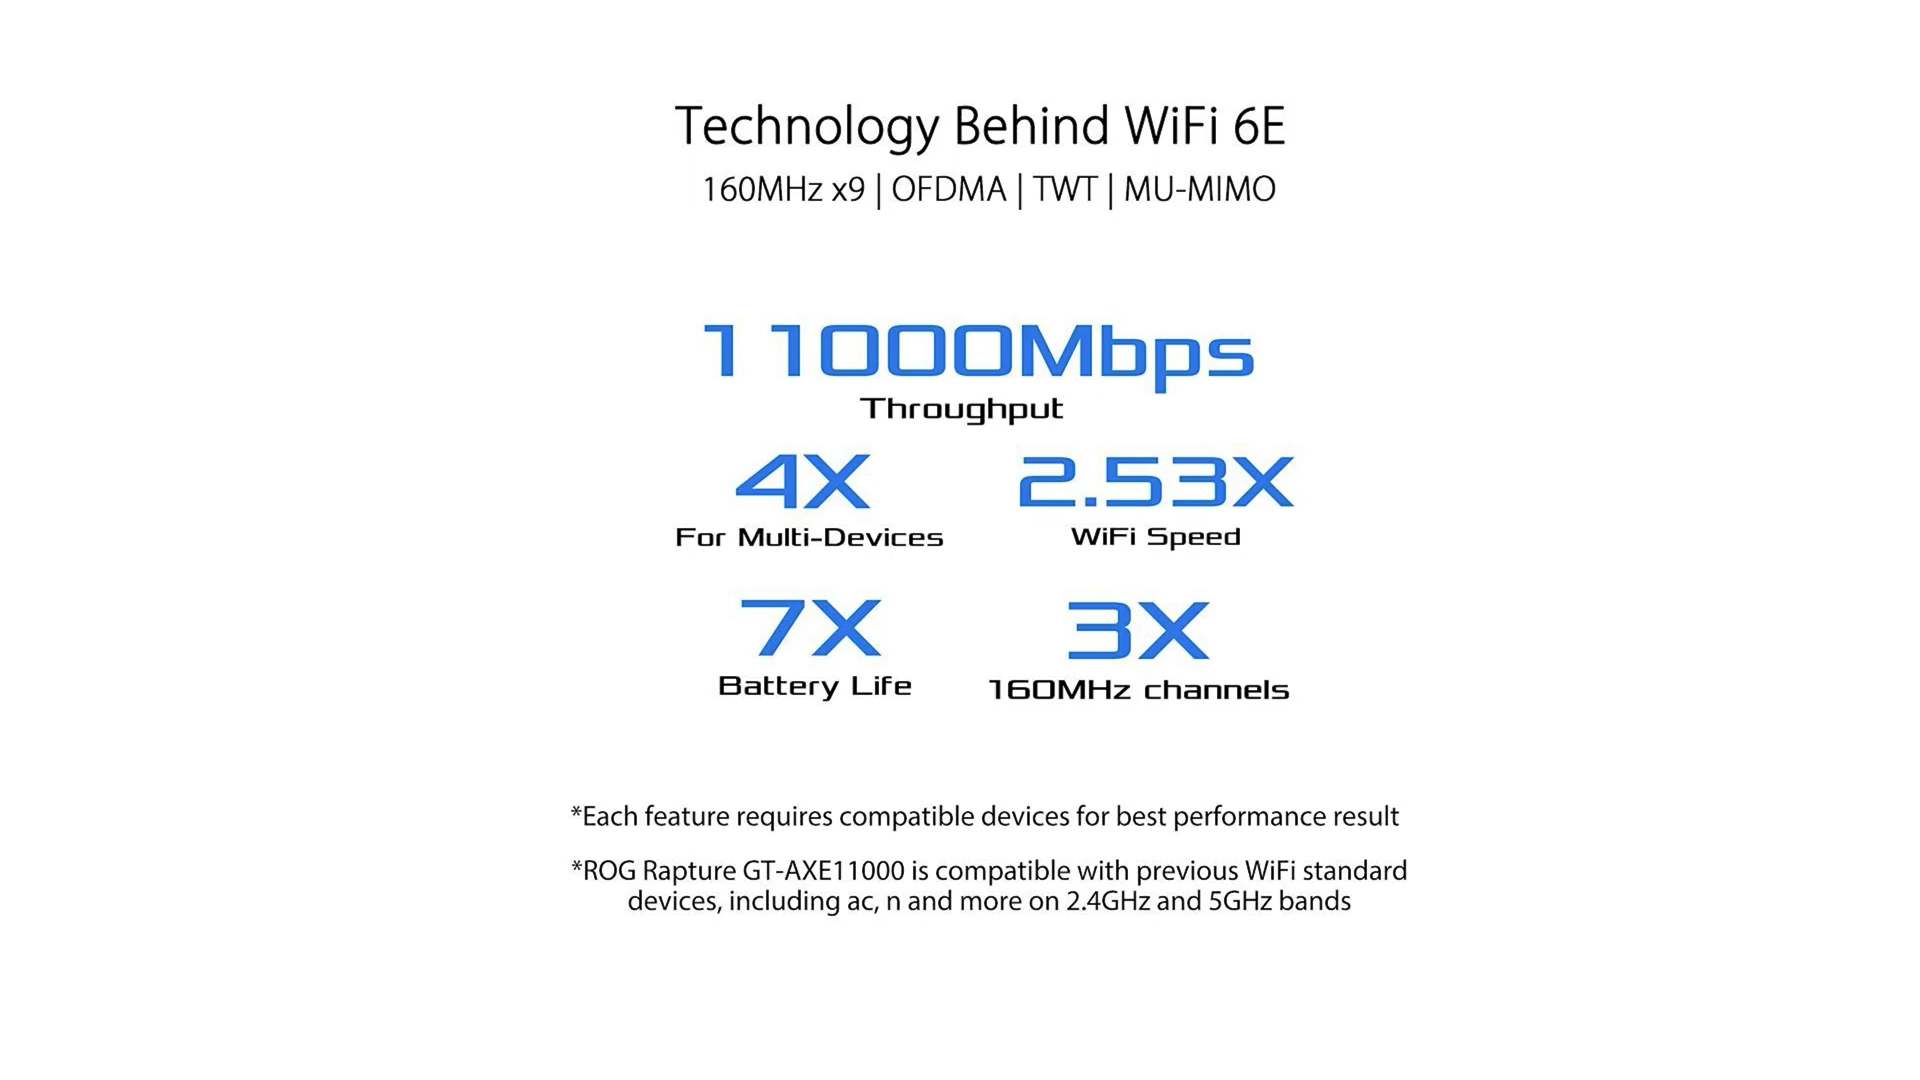 Technology Behind WiFi 6E
160MHz x9 | OFDMA | TWT | MU-MIMO
11000Mbps
Throughput
4X
For Multi-Devices
2.53X
WiFi Speed
7X
Battery Life
3X
160MHz channels
*Each feature requires compatible devices for best performance result
*ROG Rapture GT-AXE11000 is compatible with previous WiFi standard
devices, including ac, n and more on 2.4GHz and 5GHz bands